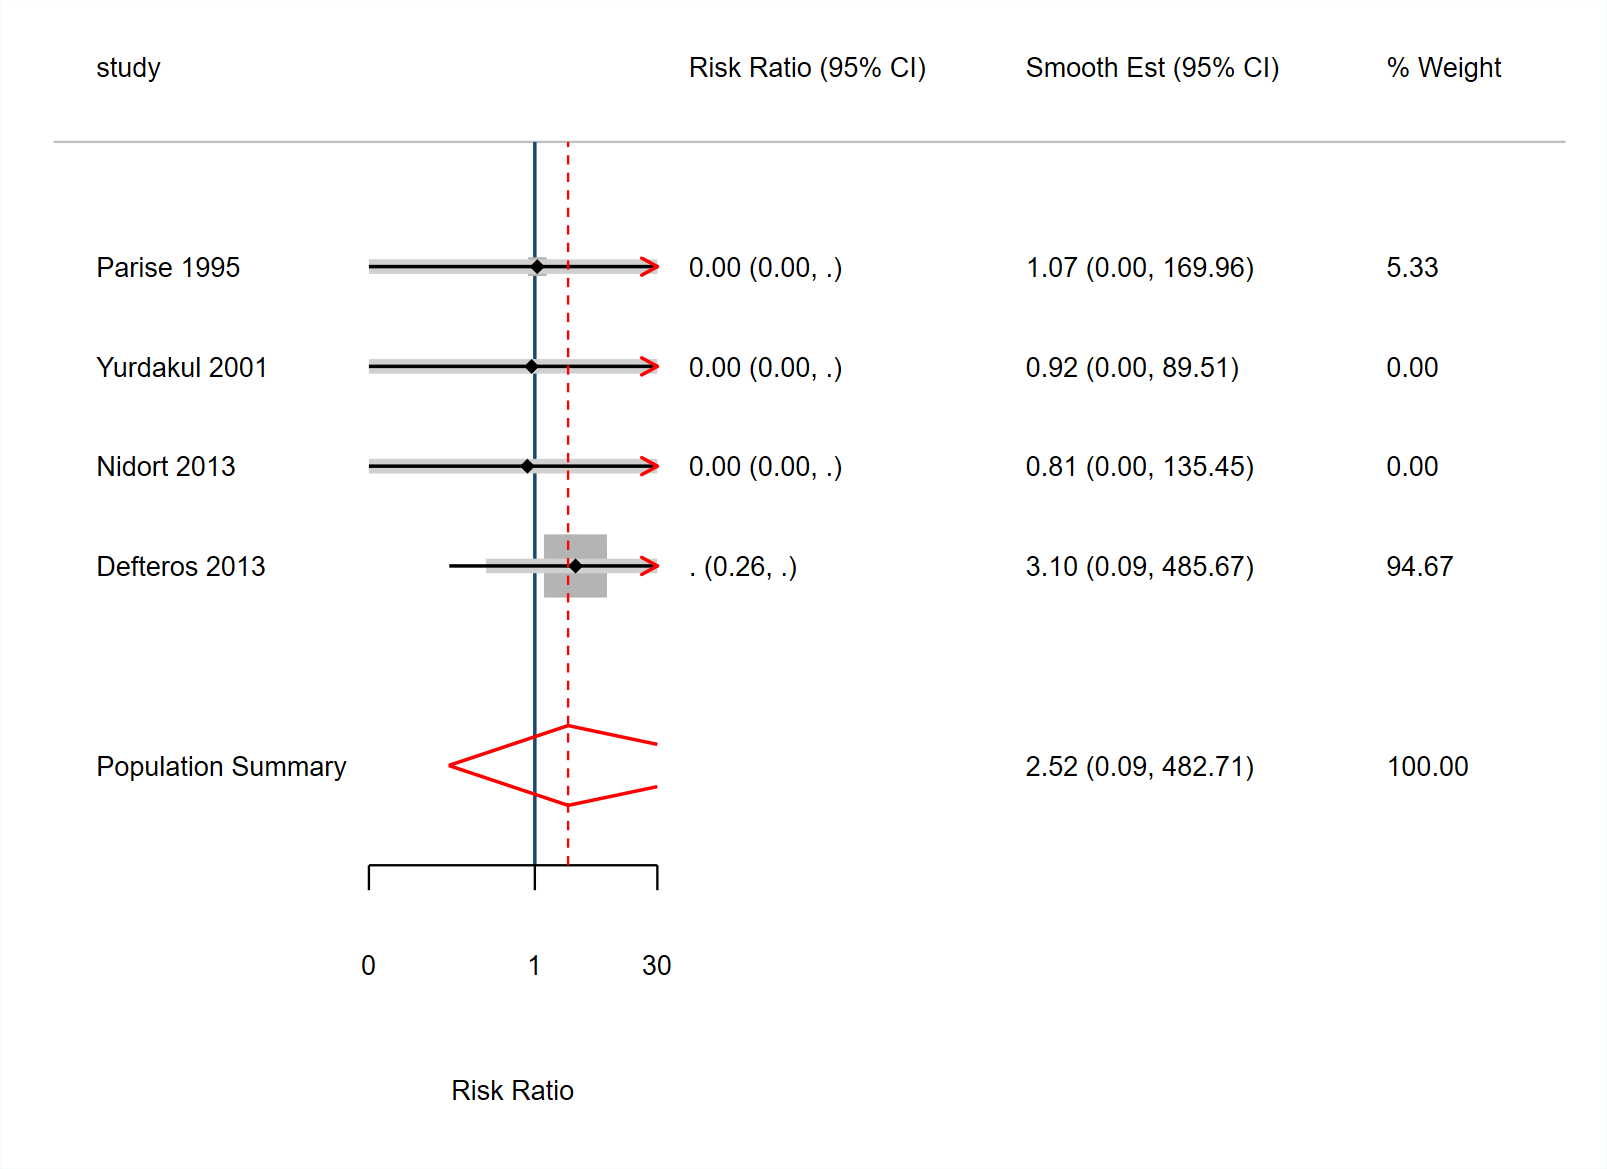 study Risk Ratio (95% CI) Smooth Est (95% CI) % Weight
Parise 1995 0.00 (0.00, .) 1.07 (0.00, 169.96) 5.33
Yurdakul 2001 0.00 (0.00, .) 0.92 (0.00, 89.51) 0.00
Nidort 2013 0.00 (0.00, .) 0.81 (0.00, 135.45) 0.00
Defteros 2013 . (0.26, .) 3.10 (0.09, 485.67) 94.67
Population Summary 2.52 (0.09, 482.71) 100.00
0 1 30
Risk Ratio